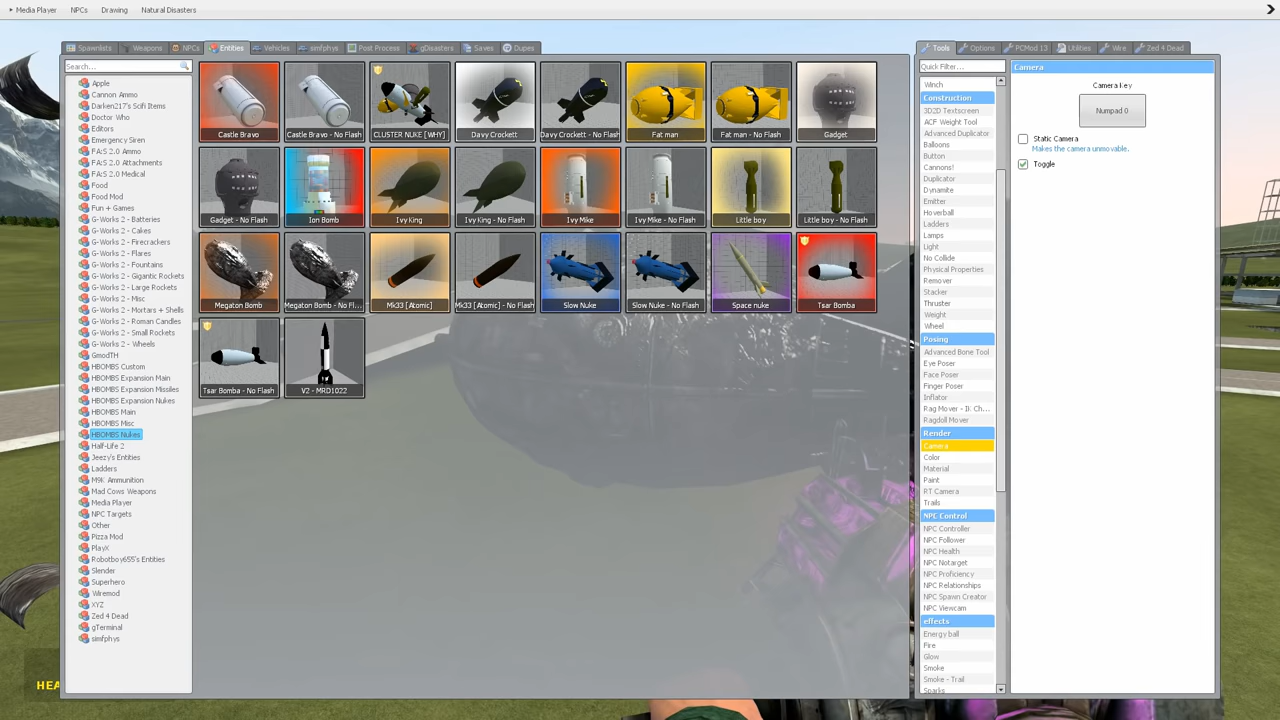 Media Player NPCs Drawing Natural Disasters
Spawnlists Weapons NPCs Entities Vehicles simfphys Post Process gDisasters Saves Dupes
Search...
Apple
Cannon Ammo
Darken217's Scifi Items
Doctor Who
Editors
Emergency Siren
FA:S 2.0 Ammo
FA:S 2.0 Attachments
FA:S 2.0 Medical
Food
Food Mod
Fun + Games
G-Works 2 - Batteries
G-Works 2 - Cakes
G-Works 2 - Firecrackers
G-Works 2 - Flares
G-Works 2 - Fountains
G-Works 2 - Gigantic Rockets
G-Works 2 - Large Rockets
G-Works 2 - Misc
G-Works 2 - Mortars + Shells
G-Works 2 - Roman Candles
G-Works 2 - Small Rockets
G-Works 2 - Wheels
GmodTH
HBOMBS Custom
HBOMBS Expansion Main
HBOMBS Expansion Missiles
HBOMBS Expansion Nukes
HBOMBS Main
HBOMBS Misc
HBOMBS Nukes
Half-Life 2
Jeezy's Entities
Ladders
M9K Ammunition
Mad Cows Weapons
Media Player
NPC Targets
Other
Pizza Mod
PlayX
Robotboy655's Entities
Slender
Superhero
Wiremod
XYZ
Zed 4 Dead
gTerminal
simfphys
Castle Bravo
Castle Bravo - No Flash
CLUSTER NUKE [WHY]
Davy Crockett
Davy Crockett - No Flash
Fat man
Fat man - No Flash
Gadget
Gadget - No Flash
Ion Bomb
Ivy King
Ivy King - No Flash
Ivy Mike
Ivy Mike - No Flash
Little boy
Little boy - No Flash
Megaton Bomb
Megaton Bomb - No Fl...
Mk33 [Atomic]
Mk33 [Atomic] - No Flash
Slow Nuke
Slow Nuke - No Flash
Space nuke
Tsar Bomba
Tsar Bomba - No Flash
V2 - MRD1022
HEA
Tools Options PCMod 13 Utilities Wire Zed 4 Dead
Quick Filter...
Winch
Construction
3D2D Textscreen
ACF Weight Tool
Advanced Duplicator
Balloons
Button
Cannons!
Duplicator
Dynamite
Emitter
Hoverball
Ladders
Lamps
Light
No Collide
Physical Properties
Remover
Stacker
Thruster
Weight
Wheel
Posing
Advanced Bone Tool
Eye Poser
Face Poser
Finger Poser
Inflator
Ragdoll Mover
Render
Camera
Color
Material
Paint
RT Camera
Trails
NPC Control
NPC Controller
NPC Follower
NPC Health
NPC Notarget
NPC Proficiency
NPC Relationships
NPC Spawn Creator
NPC Viewcam
effects
Energy ball
Fire
Glow
Smoke
Smoke - Trail
Sparks
Camera
Camera Key
Numpad 0
Static Camera
Makes the camera unmovable.
Toggle